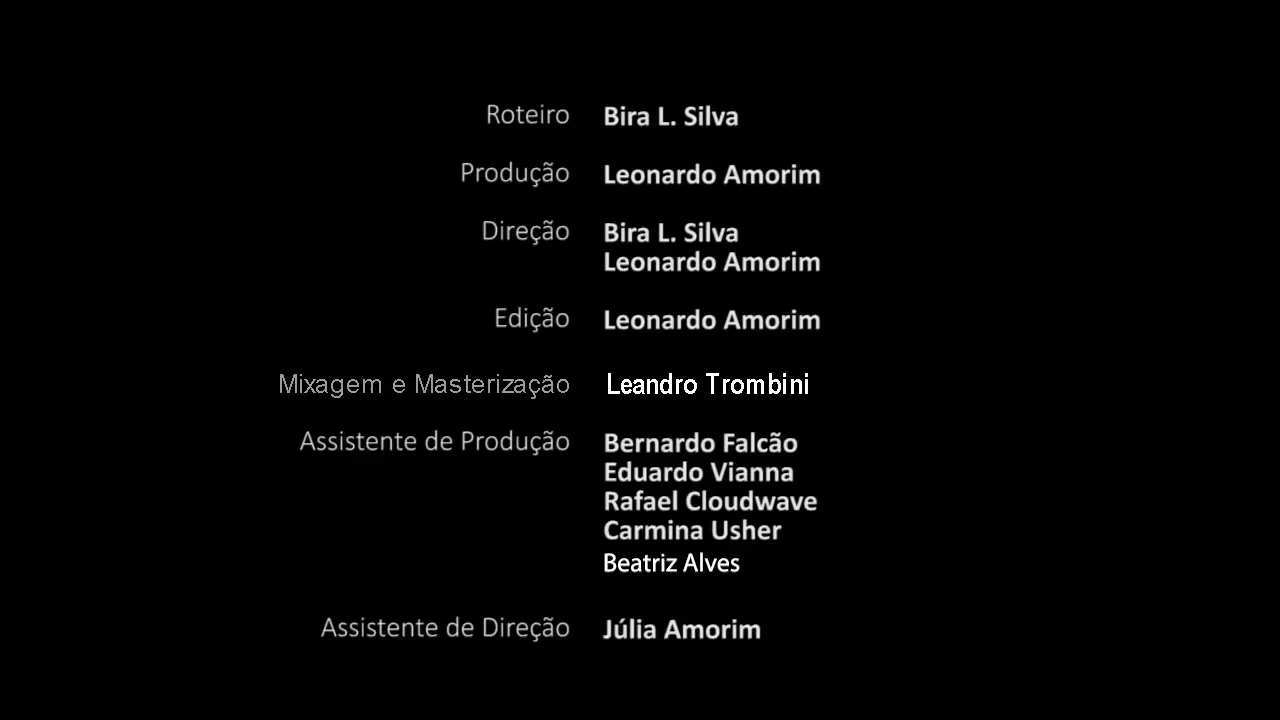 Roteiro Bira L. Silva
Produção Leonardo Amorim
Direção Bira L. Silva
Leonardo Amorim
Edição Leonardo Amorim
Mixagem e Masterização Leandro Trombini
Assistente de Produção Bernardo Falcão
Eduardo Vianna
Rafael Cloudwave
Carmina Usher
Beatriz Alves
Assistente de Direção Júlia Amorim